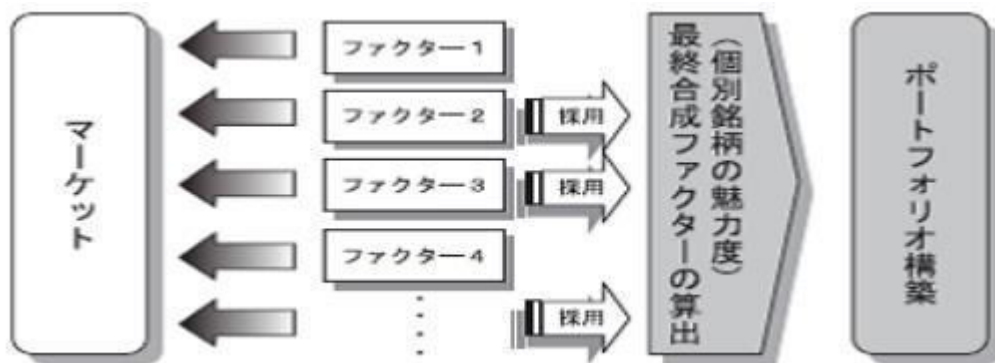 マーケット
ファクター1
ファクター2
ファクター3
ファクター4
採用
採用
採用
(個別銘柄の魅力度)
最終合成ファクターの算出
ポートフォリオ構築